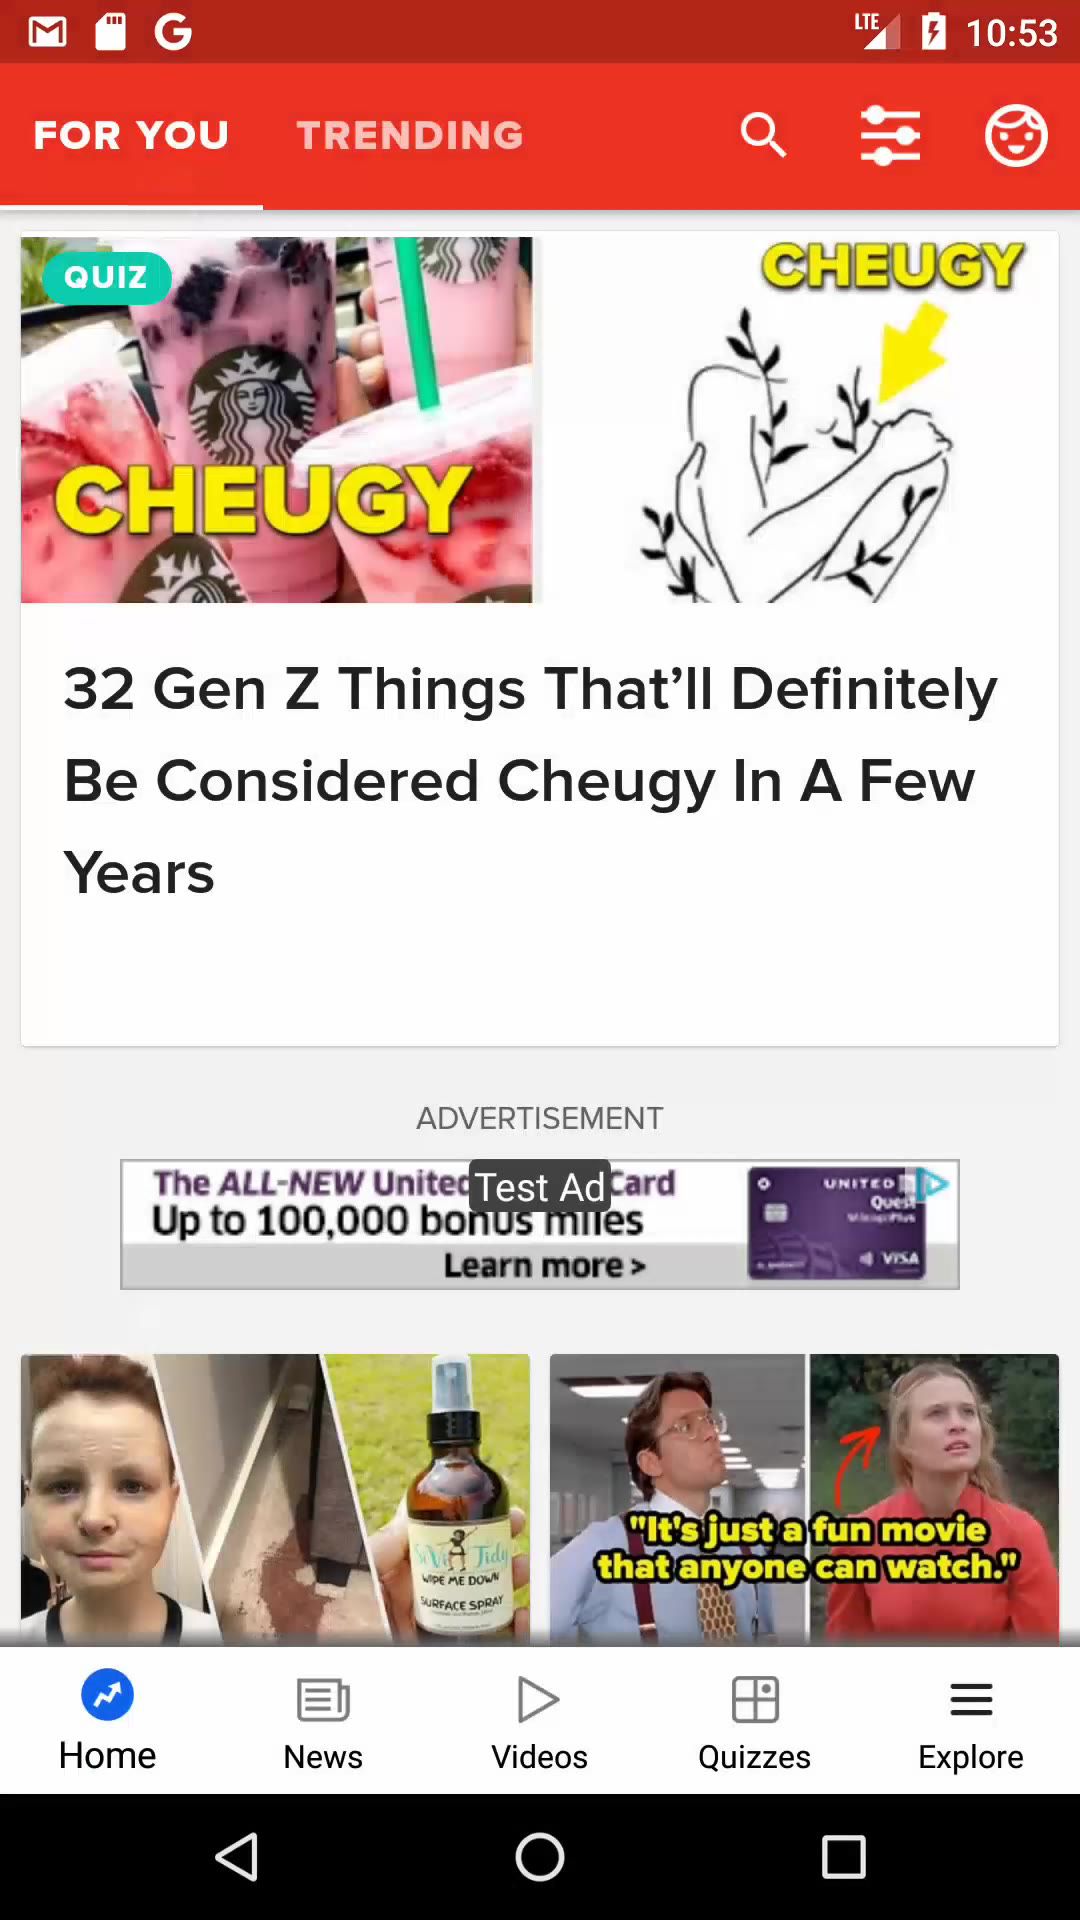 LTE 10:53
FOR YOU TRENDING
QUIZ
CHEUGY
CHEUGY
32 Gen Z Things That’ll Definitely
Be Considered Cheugy In A Few
Years
ADVERTISEMENT
The ALL-NEW United Card
Test Ad
Up to 100,000 bonus miles
Learn more >
UNITED
Quest
VISA
Tidy
WIPE ME DOWN
SURFACE SPRAY
"It's just a fun movie
that anyone can watch."
Home News Videos Quizzes Explore